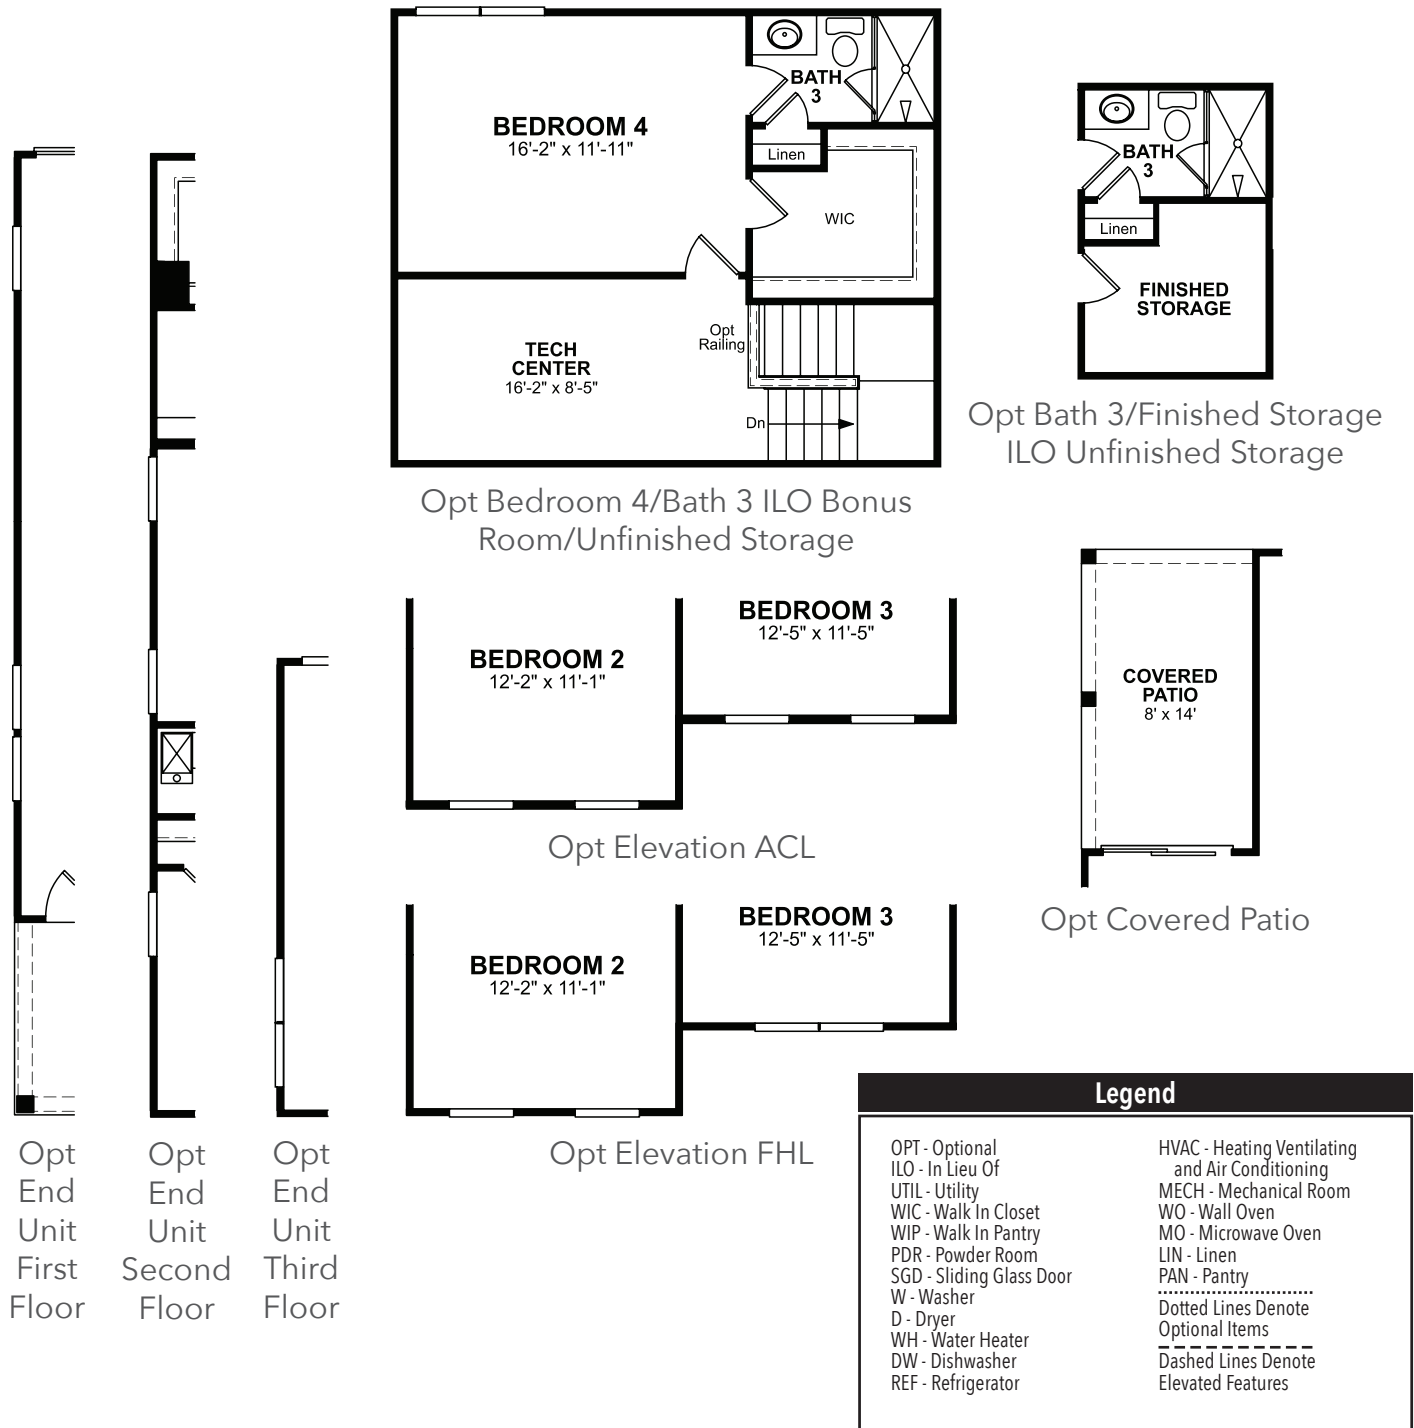 BEDROOM 4
16'-2" x 11'-11"
BATH
3
Linen
WIC
TECH
CENTER
16'-2" x 8'-5"
Opt
Railing
Dn
Opt Bedroom 4/Bath 3 ILO Bonus
Room/Unfinished Storage
BATH
3
Linen
FINISHED
STORAGE
Opt Bath 3/Finished Storage
ILO Unfinished Storage
BEDROOM 2
12'-2" x 11'-1"
BEDROOM 3
12'-5" x 11'-5"
Opt Elevation ACL
COVERED
PATIO
8' x 14'
Opt Covered Patio
BEDROOM 2
12'-2" x 11'-1"
BEDROOM 3
12'-5" x 11'-5"
Opt Elevation FHL
Opt
End
Unit
First
Floor
Opt
End
Unit
Second
Floor
Opt
End
Unit
Third
Floor
Legend
OPT - Optional
ILO - In Lieu Of
UTIL - Utility
WIC - Walk In Closet
WIP - Walk In Pantry
PDR - Powder Room
SGD - Sliding Glass Door
W - Washer
D - Dryer
WH - Water Heater
DW - Dishwasher
REF - Refrigerator
HVAC - Heating Ventilating
and Air Conditioning
MECH - Mechanical Room
WO - Wall Oven
MO - Microwave Oven
LIN - Linen
PAN - Pantry
Dotted Lines Denote
Optional Items
Dashed Lines Denote
Elevated Features